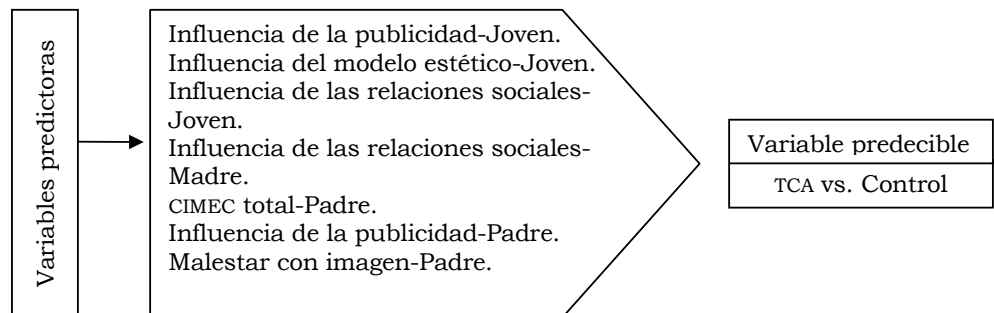 Variables predictoras
Influencia de la publicidad-Joven.
Influencia del modelo estético-Joven.
Influencia de las relaciones sociales-
Joven.
Influencia de las relaciones sociales-
Madre.
CIMEC total-Padre.
Influencia de la publicidad-Padre.
Malestar con imagen-Padre.
Variable predecible
TCA vs. Control